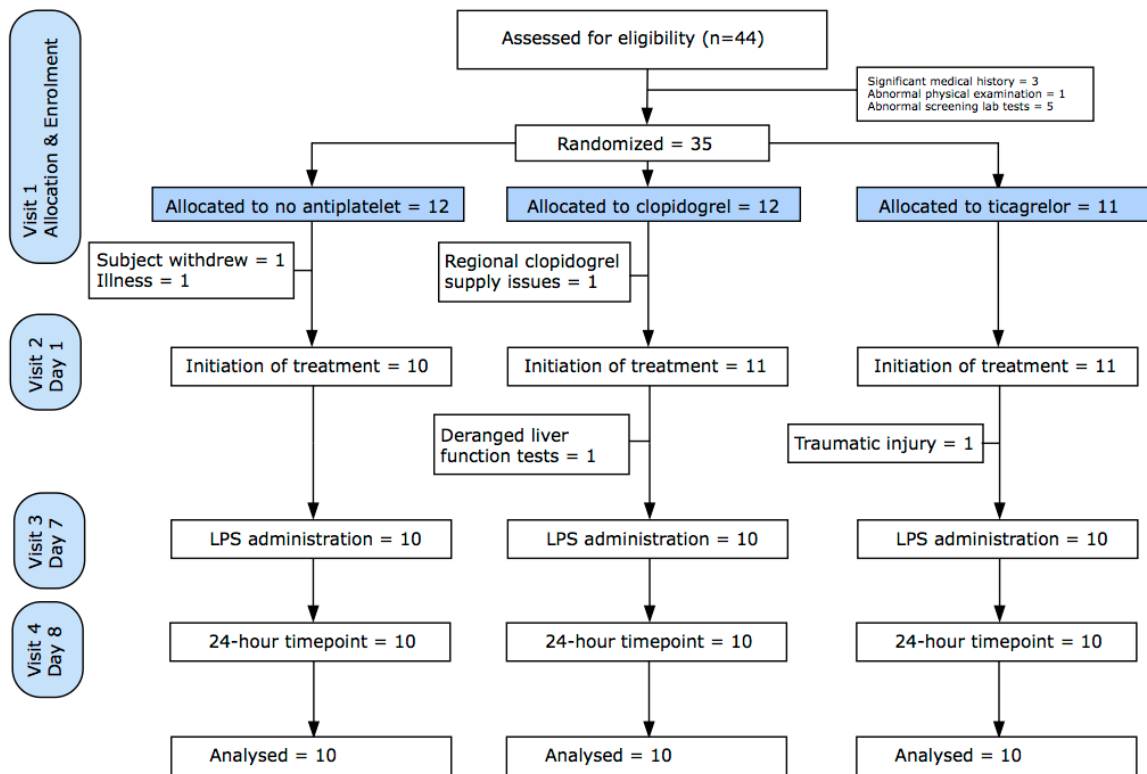 Assessed for eligibility (n=44)
Significant medical history = 3
Abnormal physical examination = 1
Abnormal screening lab tests = 5
Visit 1
Allocation & Enrolment
Randomized = 35
Allocated to no antiplatelet = 12
Allocated to clopidogrel = 12
Allocated to ticagrelor = 11
Subject withdrew = 1
Illness = 1
Regional clopidogrel
supply issues = 1
Visit 2
Day 1
Initiation of treatment = 10
Initiation of treatment = 11
Initiation of treatment = 11
Deranged liver
function tests = 1
Traumatic injury = 1
Visit 3
Day 7
LPS administration = 10
LPS administration = 10
LPS administration = 10
Visit 4
Day 8
24-hour timepoint = 10
24-hour timepoint = 10
24-hour timepoint = 10
Analysed = 10
Analysed = 10
Analysed = 10